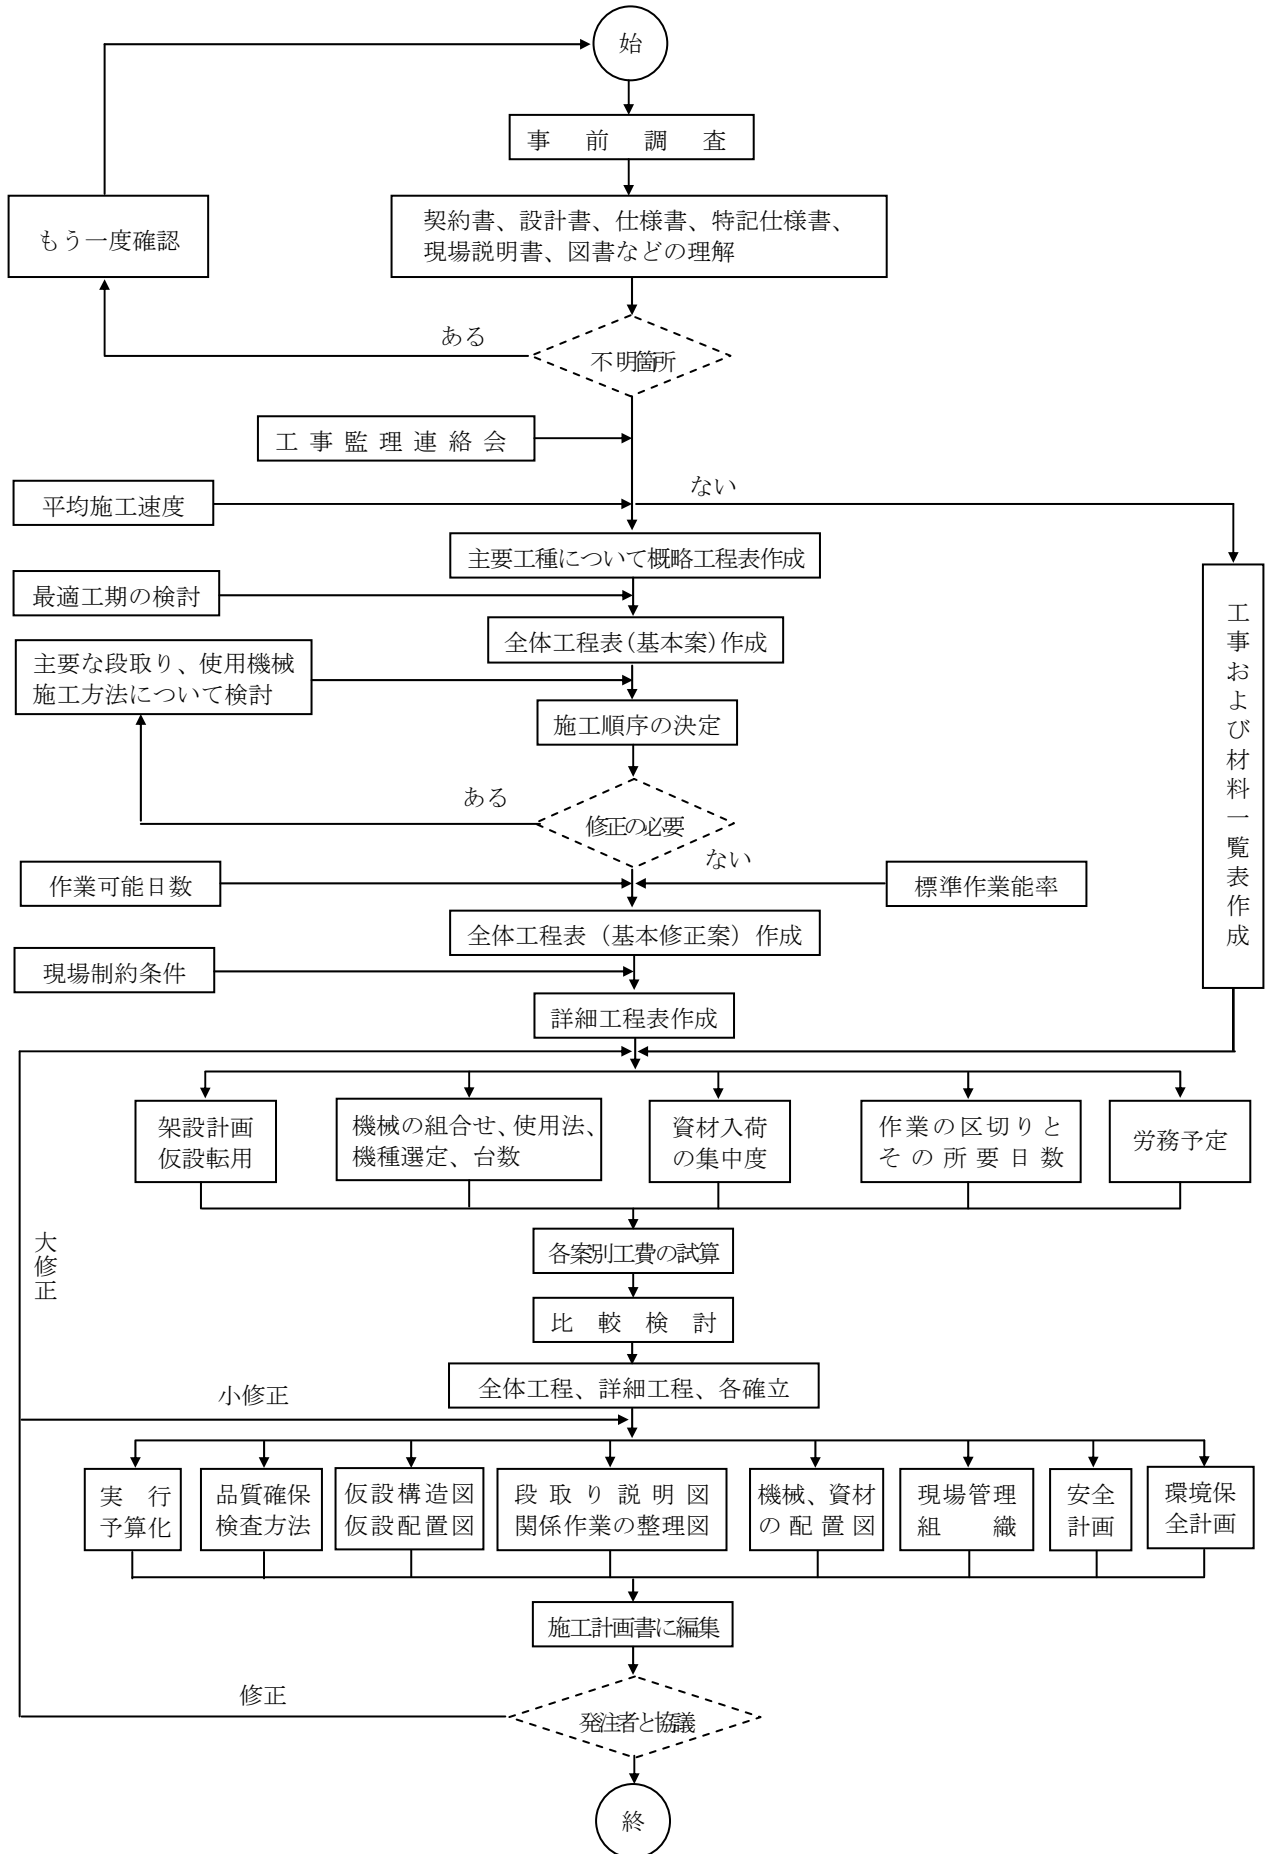 始
事前調査
もう一度確認
契約書、設計書、仕様書、特記仕様書、
現場説明書、図書などの理解
ある
不明箇所
工事監理連絡会
ない
平均施工速度
主要工種について概略工程表作成
最適工期の検討
工事および材料一覧表作成
全体工程表(基本案)作成
主要な段取り、使用機械
施工方法について検討
施工順序の決定
ある
修正の必要
ない
作業可能日数
標準作業能率
全体工程表（基本修正案）作成
現場制約条件
詳細工程表作成
架設計画
仮設転用
機械の組合せ、使用法、
機種選定、台数
資材入荷
の集中度
作業の区切りと
その所要日数
労務予定
大修正
各案別工費の試算
比較検討
全体工程、詳細工程、各確立
小修正
実行
予算化
品質確保
検査方法
仮設構造図
仮設配置図
段取り説明図
関係作業の整理図
機械、資材
の配置図
現場管理
組織
安全
計画
環境保
全計画
施工計画書に編集
修正
発注者と協議
終